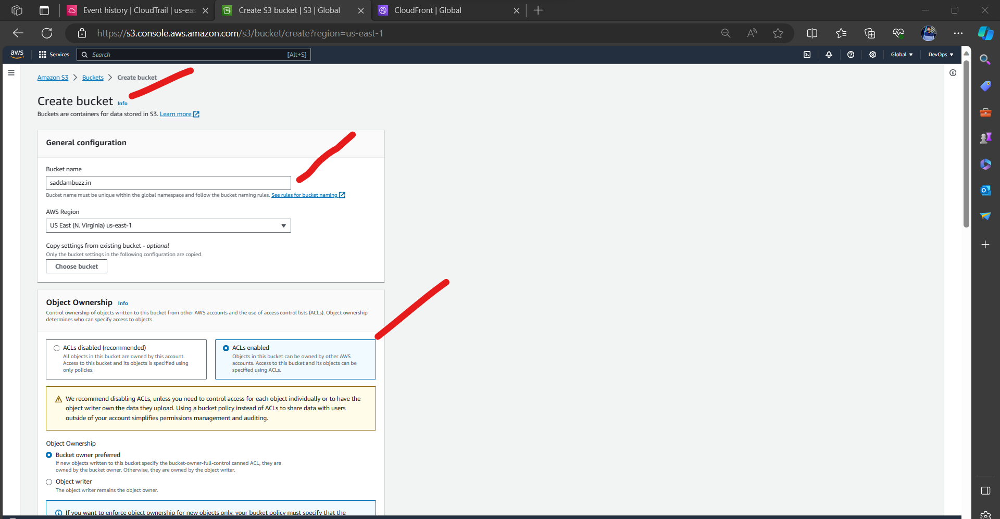 Event history | CloudTrail | us-eas
Create S3 bucket | S3 | Global
CloudFront | Global
https://s3.console.aws.amazon.com/s3/bucket/create?region=us-east-1
aws
Services
Search
[Alt+S]
Global
DevOps
Amazon S3
Buckets
Create bucket
Create bucket Info
Buckets are containers for data stored in S3. Learn more
General configuration
Bucket name
saddambuzz.in
Bucket name must be unique within the global namespace and follow the bucket naming rules. See rules for bucket naming
AWS Region
US East (N. Virginia) us-east-1
Copy settings from existing bucket - optional
Only the bucket settings in the following configuration are copied.
Choose bucket
Object Ownership Info
Control ownership of objects written to this bucket from other AWS accounts and the use of access control lists (ACLs). Object ownership
determines who can specify access to objects.
ACLs disabled (recommended)
All objects in this bucket are owned by this account.
Access to this bucket and its objects is specified using
only policies.
ACLs enabled
Objects in this bucket can be owned by other AWS
accounts. Access to this bucket and its objects can be
specified using ACLs.
We recommend disabling ACLs, unless you need to control access for each object individually or to have the
object writer own the data they upload. Using a bucket policy instead of ACLs to share data with users
outside of your account simplifies permissions management and auditing.
Object Ownership
Bucket owner preferred
If new objects written to this bucket specify the bucket-owner-full-control canned ACL, they are
owned by the bucket owner. Otherwise, they are owned by the object writer.
Object writer
The object writer remains the object owner.
If you want to enforce object ownership for new objects only, your bucket policy must specify that the